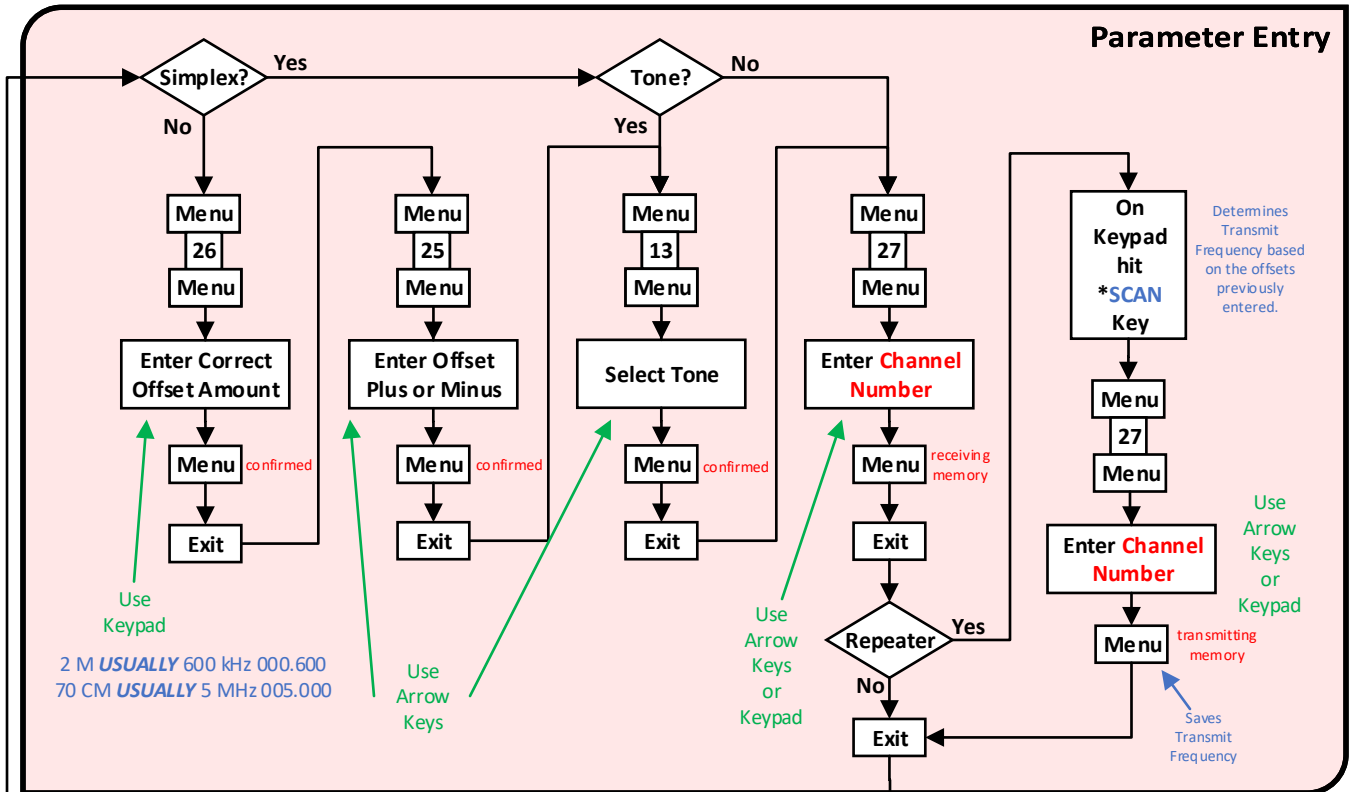 Parameter Entry
Simplex?
Yes
No
Tone?
No
Yes
Menu
26
Menu
Enter Correct
Offset Amount
Menu
confirmed
Exit
Use
Keypad
2 M USUALLY 600 kHz 000.600
70 CM USUALLY 5 MHz 005.000
Menu
25
Menu
Enter Offset
Plus or Minus
Menu
confirmed
Exit
Use
Arrow
Keys
Menu
13
Menu
Select Tone
Menu
confirmed
Exit
Menu
27
Menu
Enter Channel
Number
Menu
receiving
memory
Exit
Use
Arrow
Keys
or
Keypad
Repeater
Yes
No
Exit
On
Keypad
hit
*SCAN
Key
Determines
Transmit
Frequency based
on the offsets
previously
entered.
Menu
27
Menu
Enter Channel
Number
Use
Arrow
Keys
or
Keypad
Menu
transmitting
memory
Saves
Transmit
Frequency